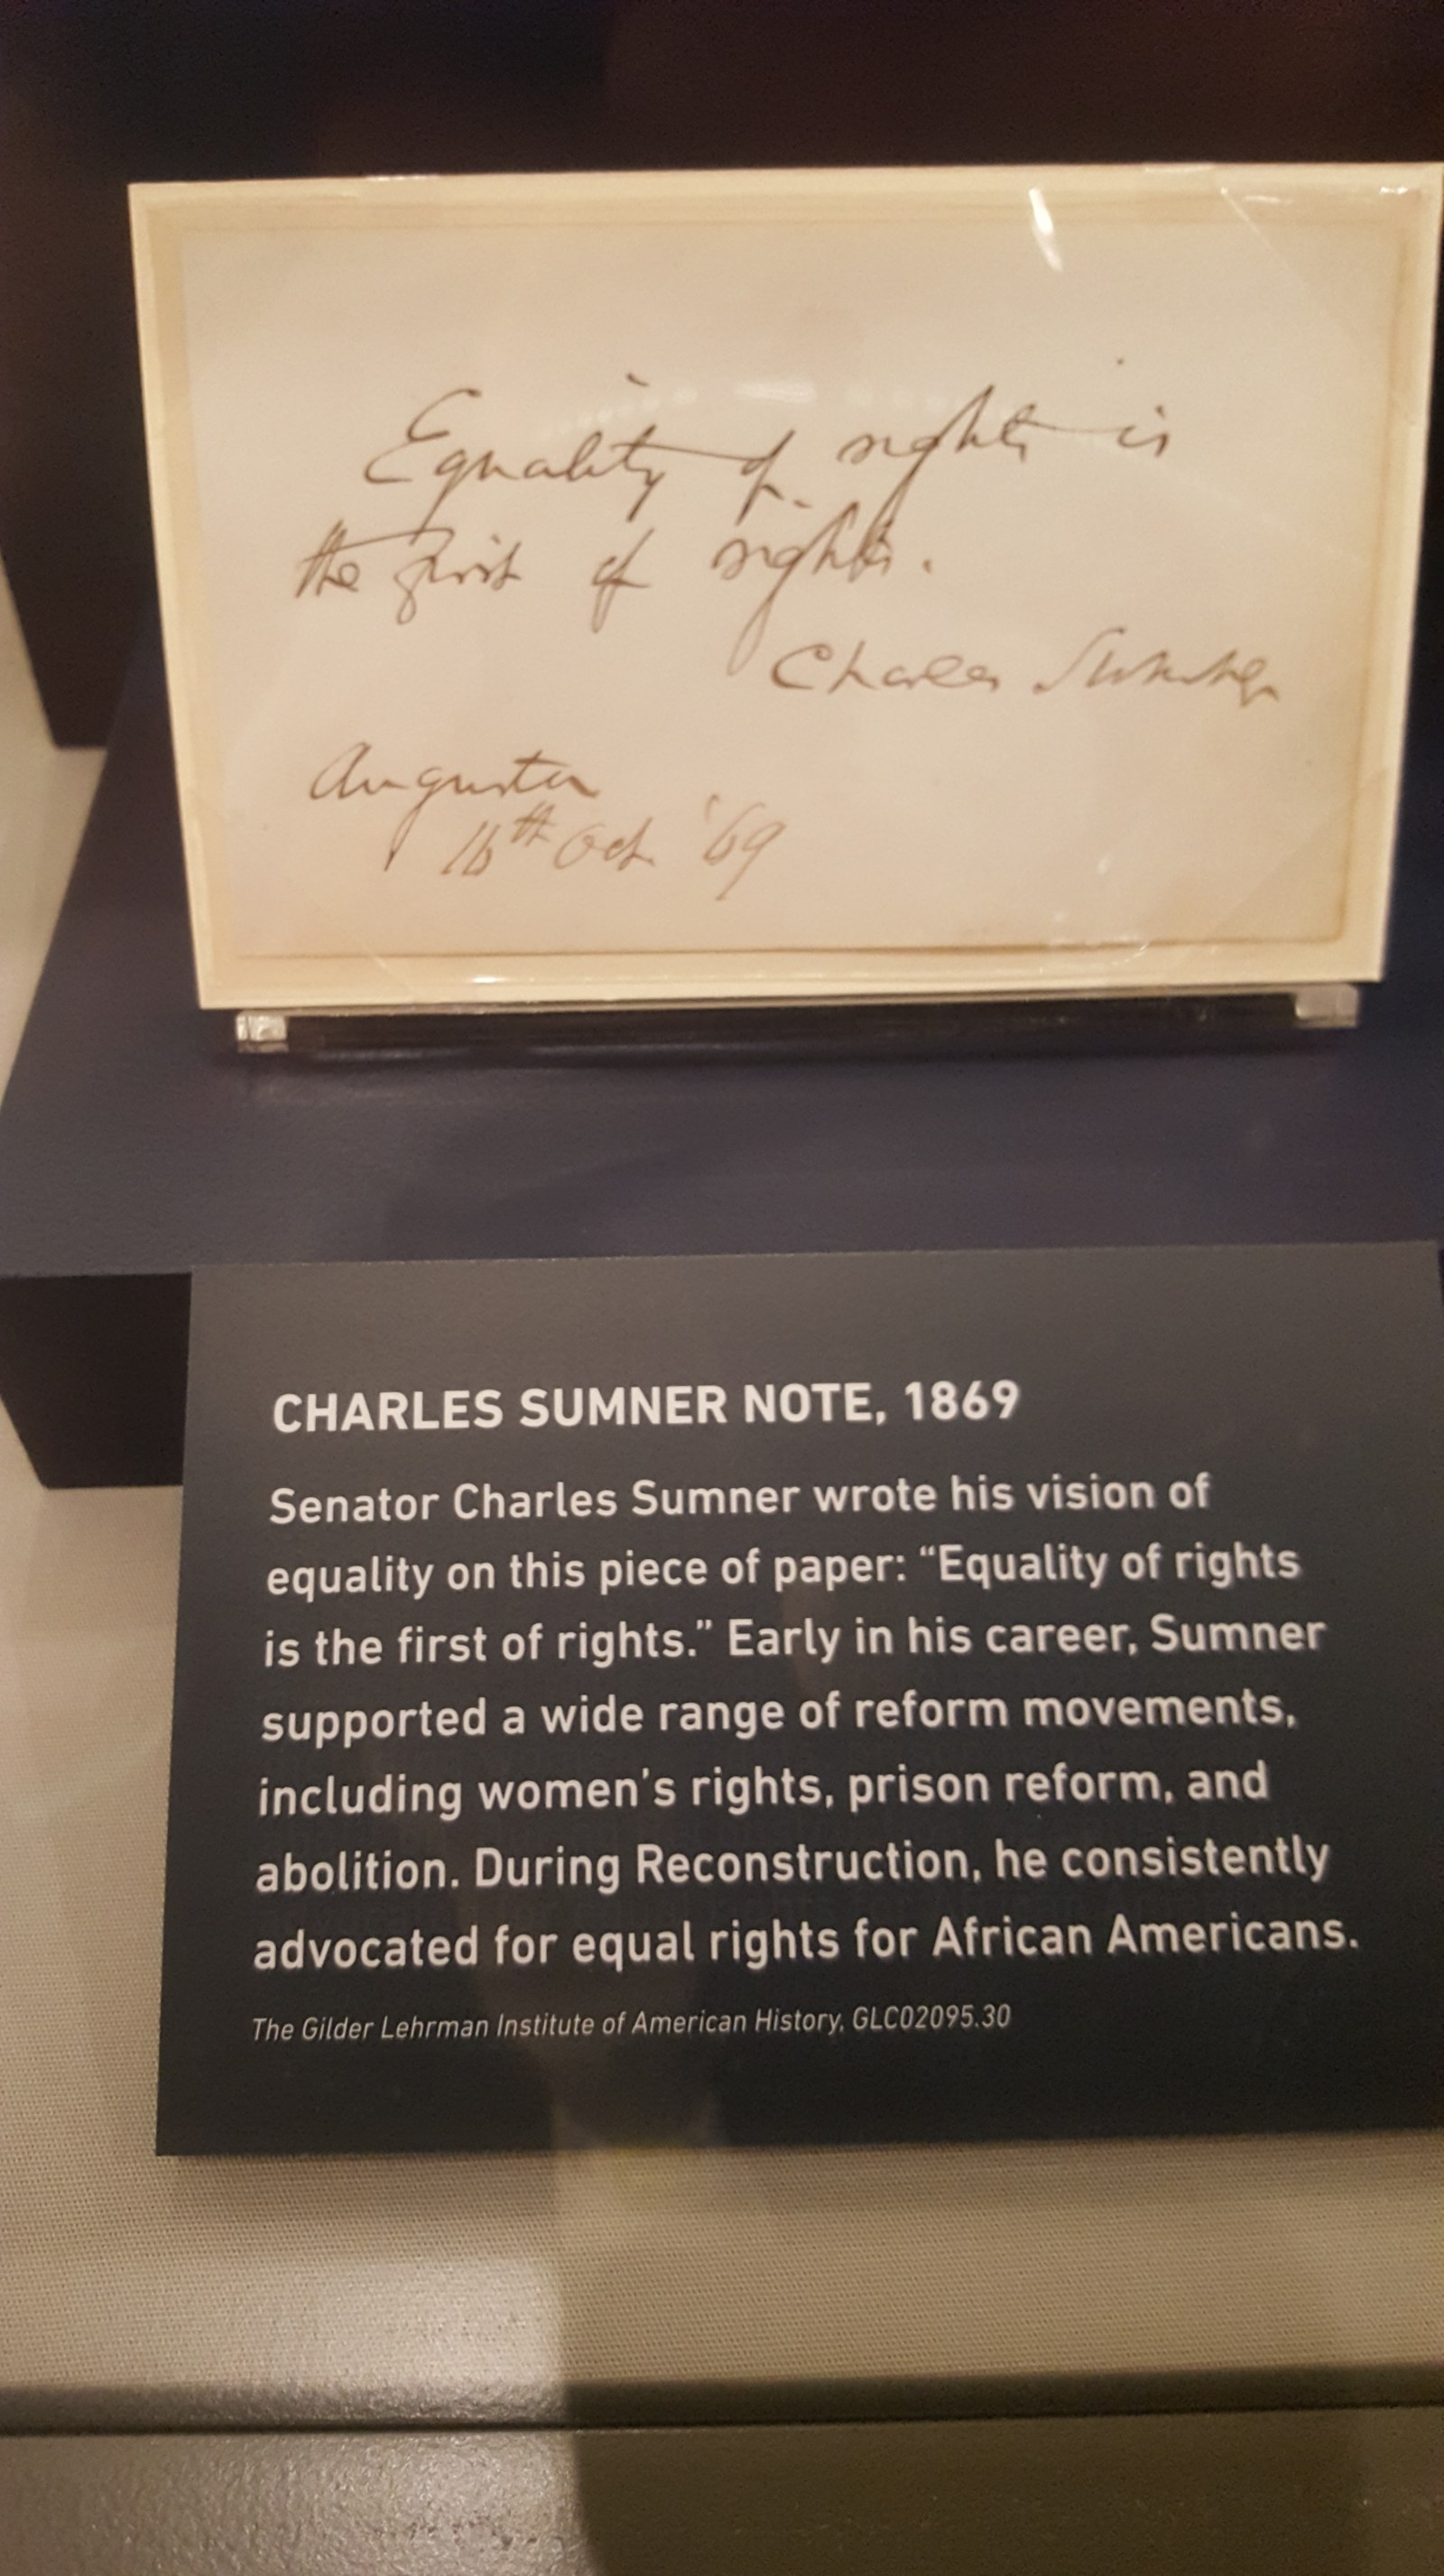 Equality of rights is
the first of rights.
Charles Sumner
Augusta
16th Oct. '69
CHARLES SUMNER NOTE, 1869
Senator Charles Sumner wrote his vision of
equality on this piece of paper: “Equality of rights
is the first of rights.” Early in his career, Sumner
supported a wide range of reform movements,
including women’s rights, prison reform, and
abolition. During Reconstruction, he consistently
advocated for equal rights for African Americans.
The Gilder Lehrman Institute of American History, GLC02095.30